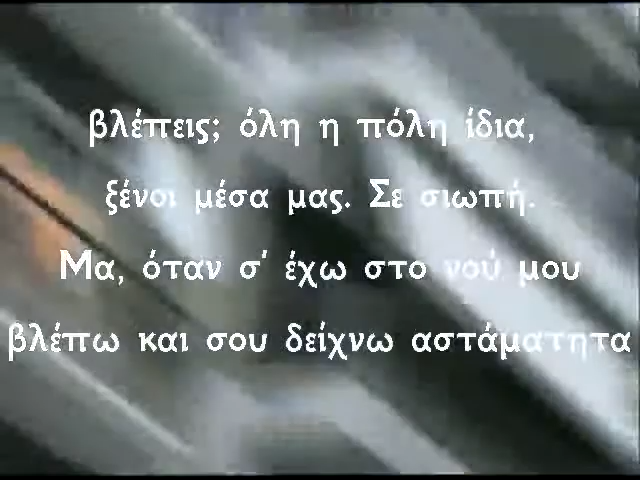 βλέπεις; όλη η πόλη ίδια,
ξένοι μέσα μας. Σε σιωπή.
Μα, όταν σ' έχω στο νού μου
βλέπω και σου δείχνω αστάματητα